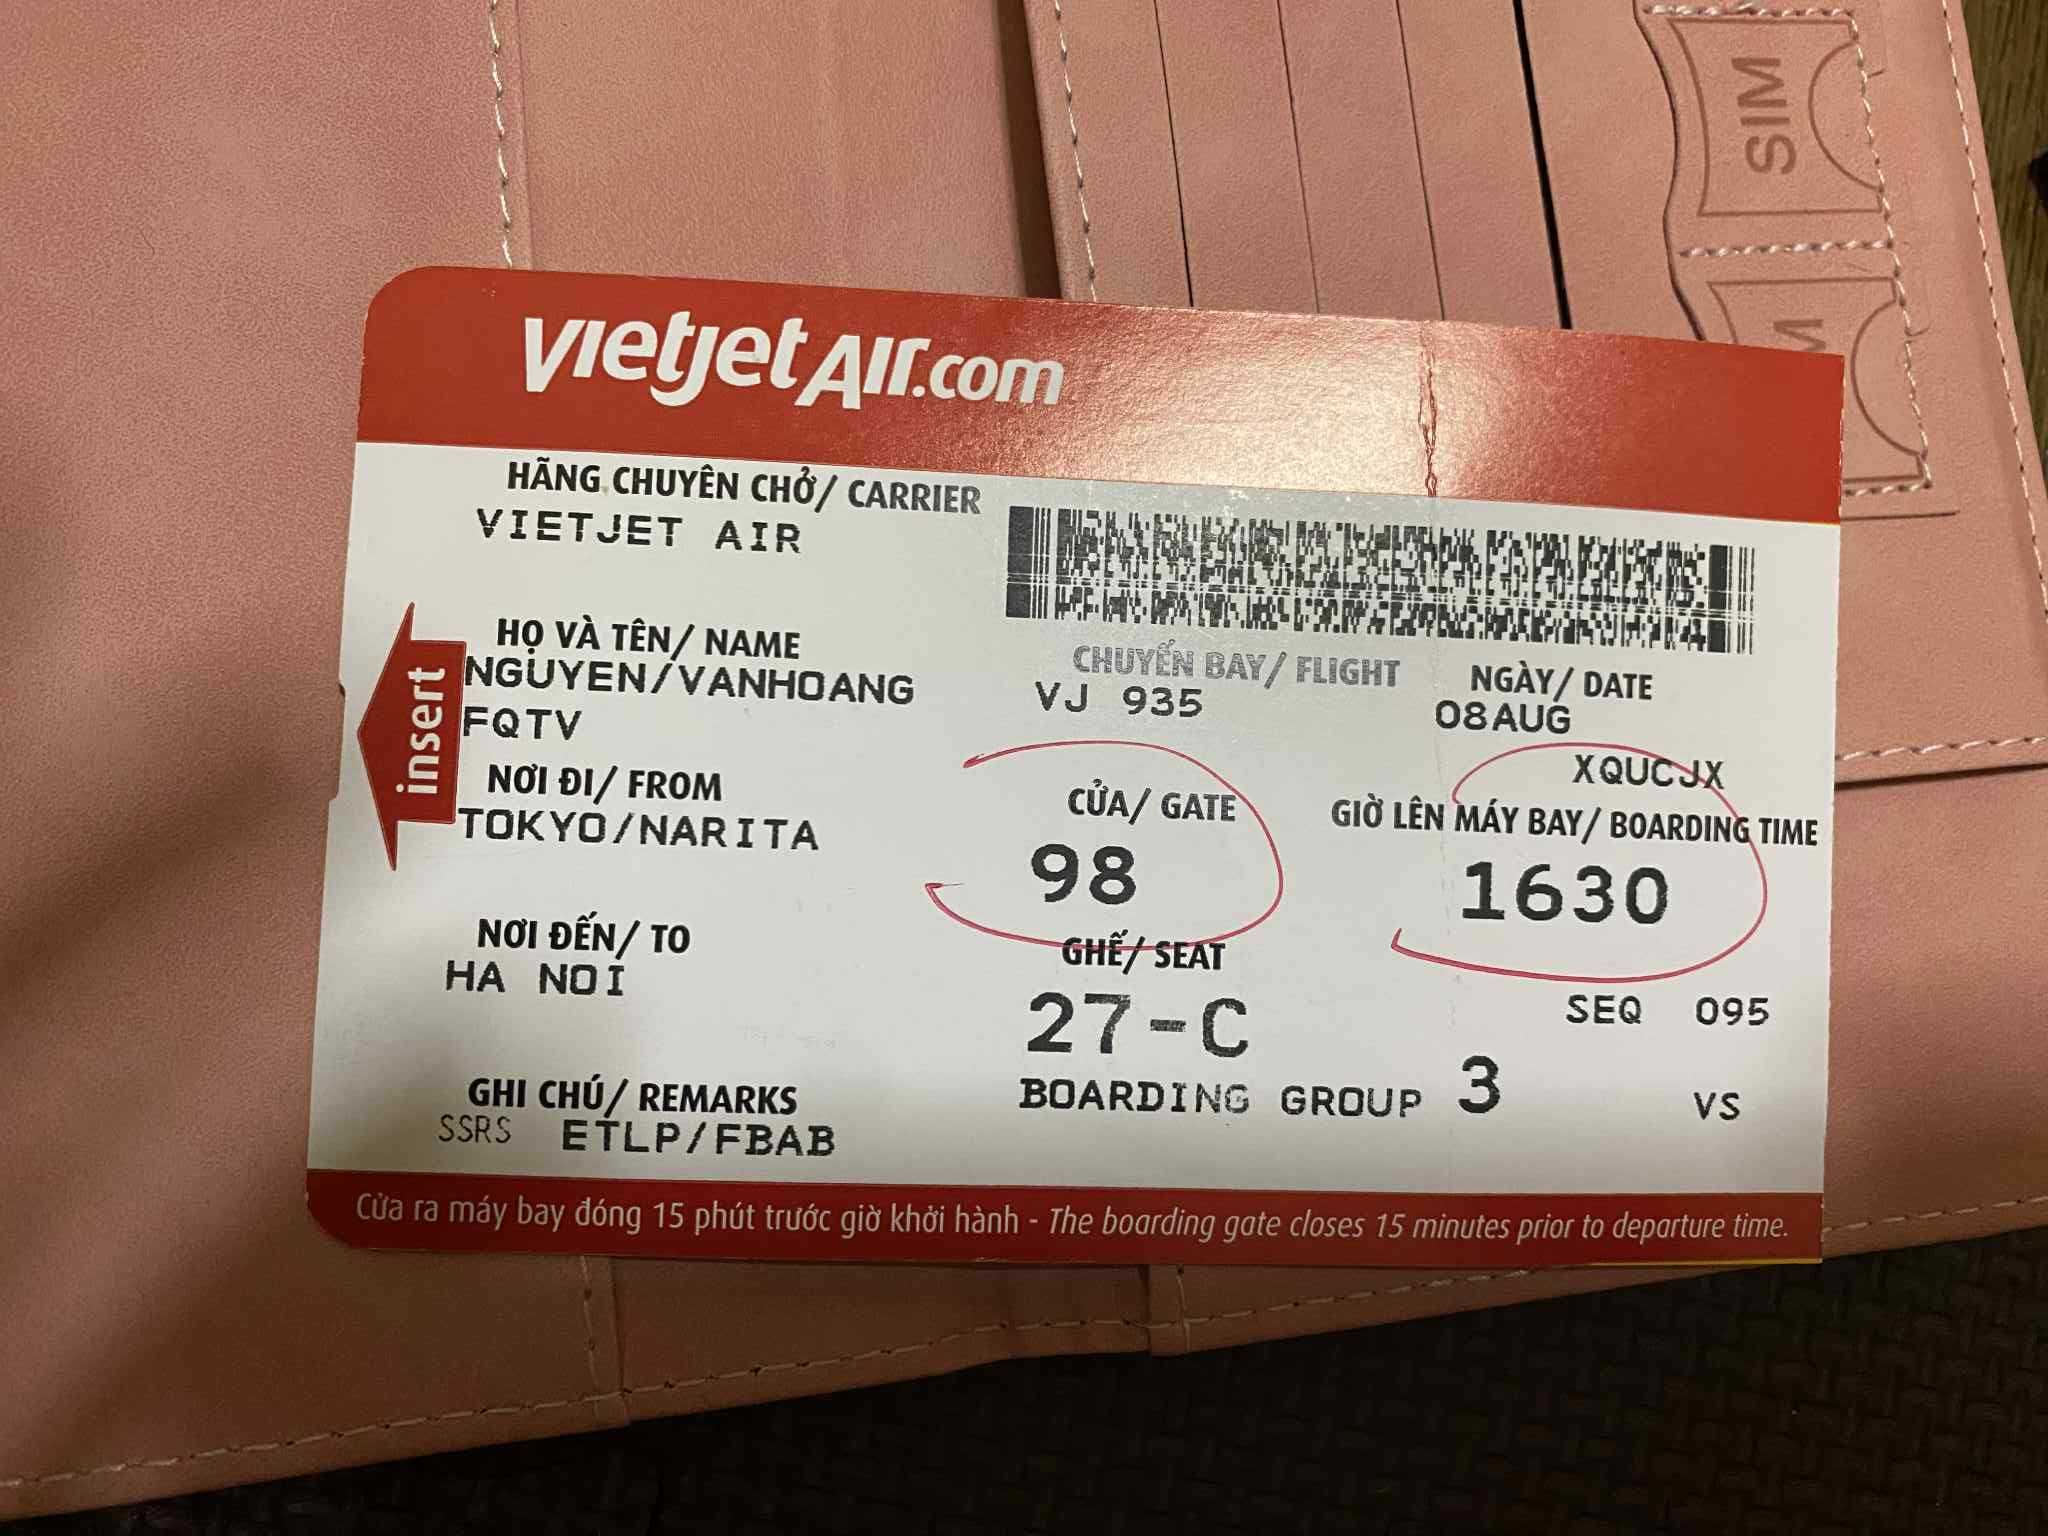 SIM
vietjetAir.com
HÃNG CHUYÊN CHỞ/ CARRIER
VIETJET AIR
HỌ VÀ TÊN/ NAME
NGUYEN/VANHOANG
FQTV
insert
NƠI ĐI/ FROM
TOKYO/NARITA
NƠI ĐẾN/ TO
HA NOI
GHI CHÚ/ REMARKS
SSRS ETLP/FBAB
CHUYẾN BAY/ FLIGHT
VJ 935
NGÀY/ DATE
08AUG
XQUCJX
CỬA/ GATE
98
GIỜ LÊN MÁY BAY/ BOARDING TIME
1630
GHẾ/ SEAT
27-C
SEQ 095
BOARDING GROUP 3
VS
Cửa ra máy bay đóng 15 phút trước giờ khởi hành - The boarding gate closes 15 minutes prior to departure time.